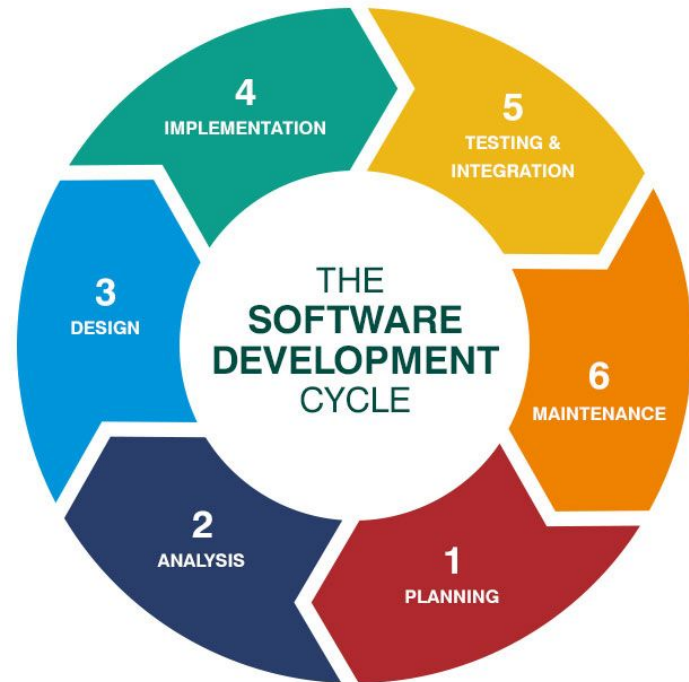 THE
SOFTWARE
DEVELOPMENT
CYCLE
1
PLANNING
2
ANALYSIS
3
DESIGN
4
IMPLEMENTATION
5
TESTING &
INTEGRATION
6
MAINTENANCE